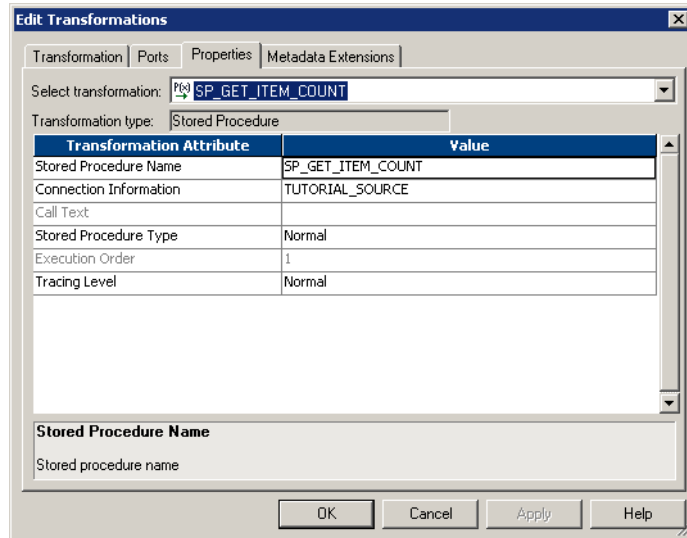 Edit Transformations
Transformation Ports Properties Metadata Extensions
Select transformation: P(x) SP_GET_ITEM_COUNT
Transformation type: Stored Procedure
Transformation Attribute Value
Stored Procedure Name SP_GET_ITEM_COUNT
Connection Information TUTORIAL_SOURCE
Call Text
Stored Procedure Type Normal
Execution Order 1
Tracing Level Normal
Stored Procedure Name
Stored procedure name
OK Cancel Apply Help